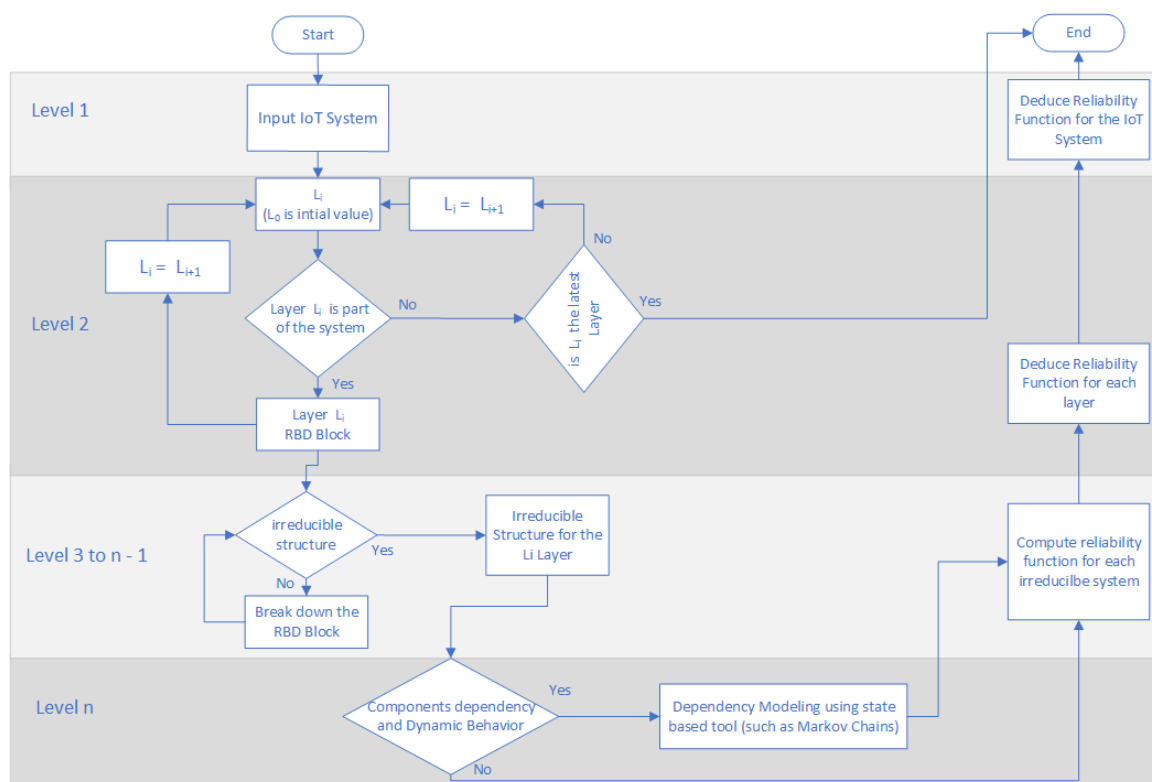 Start
End
Level 1
Input IoT System
Deduce Reliability
Function for the IoT
System
Level 2
Lᵢ
(L₀ is intial value)
Lᵢ = Lᵢ₊₁
No
Lᵢ = Lᵢ₊₁
Layer Lᵢ is part
of the system
No
is Lᵢ the latest
Layer
Yes
Yes
Layer Lᵢ
RBD Block
Deduce Reliability
Function for each
layer
Level 3 to n - 1
irreducible
structure
Yes
No
Break down the
RBD Block
Irreducible
Structure for the
Li Layer
Compute reliability
function for each
irreducilbe system
Level n
Components dependency
and Dynamic Behavior
Yes
No
Dependency Modeling using state
based tool (such as Markov Chains)